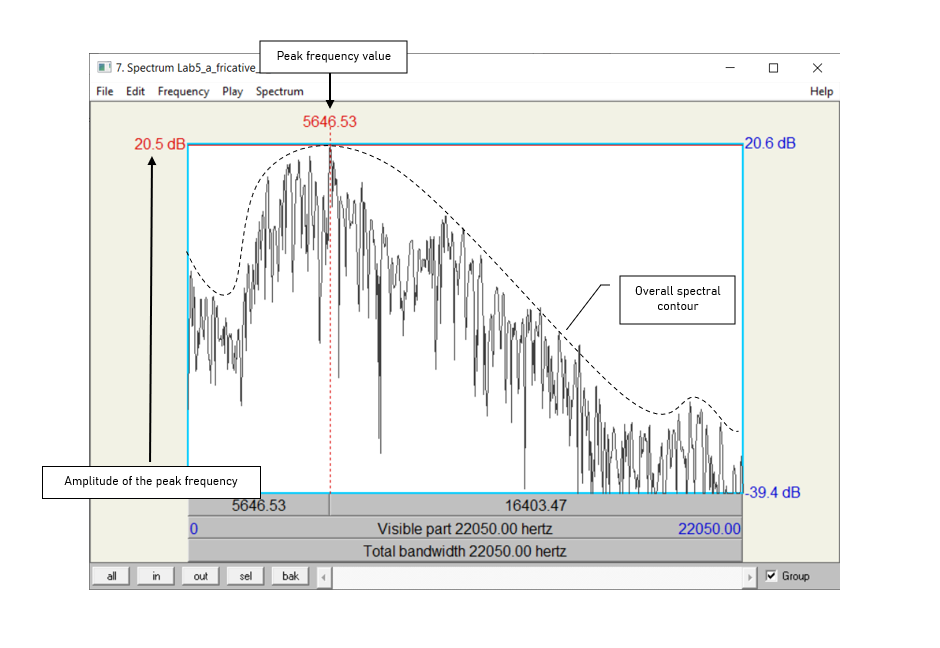 Peak frequency value
7. Spectrum Lab5_a_fricative_
File Edit Frequency Play Spectrum Help
5646.53
20.5 dB
20.6 dB
Overall spectral
contour
Amplitude of the peak frequency
-39.4 dB
5646.53 16403.47
0 Visible part 22050.00 hertz 22050.00
Total bandwidth 22050.00 hertz
all in out sel bak Group